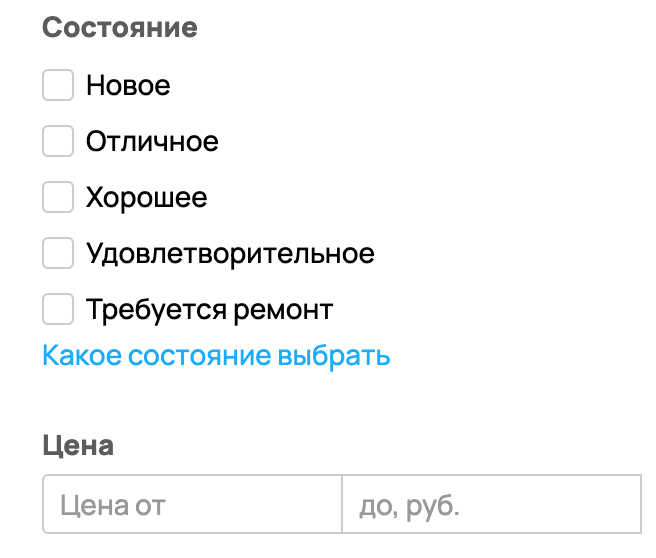 Состояние
Новое
Отличное
Хорошее
Удовлетворительное
Требуется ремонт
Какое состояние выбрать
Цена
Цена от
до, руб.